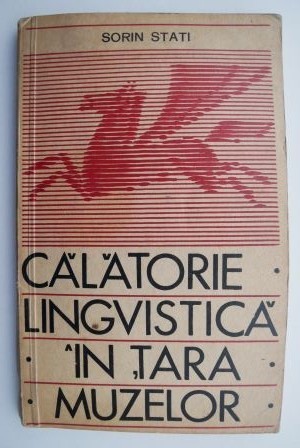 SORIN STATI
CĂLĂTORIE ·
LINGVISTICĂ
· ÎN ȚARA ·
· MUZELOR ·